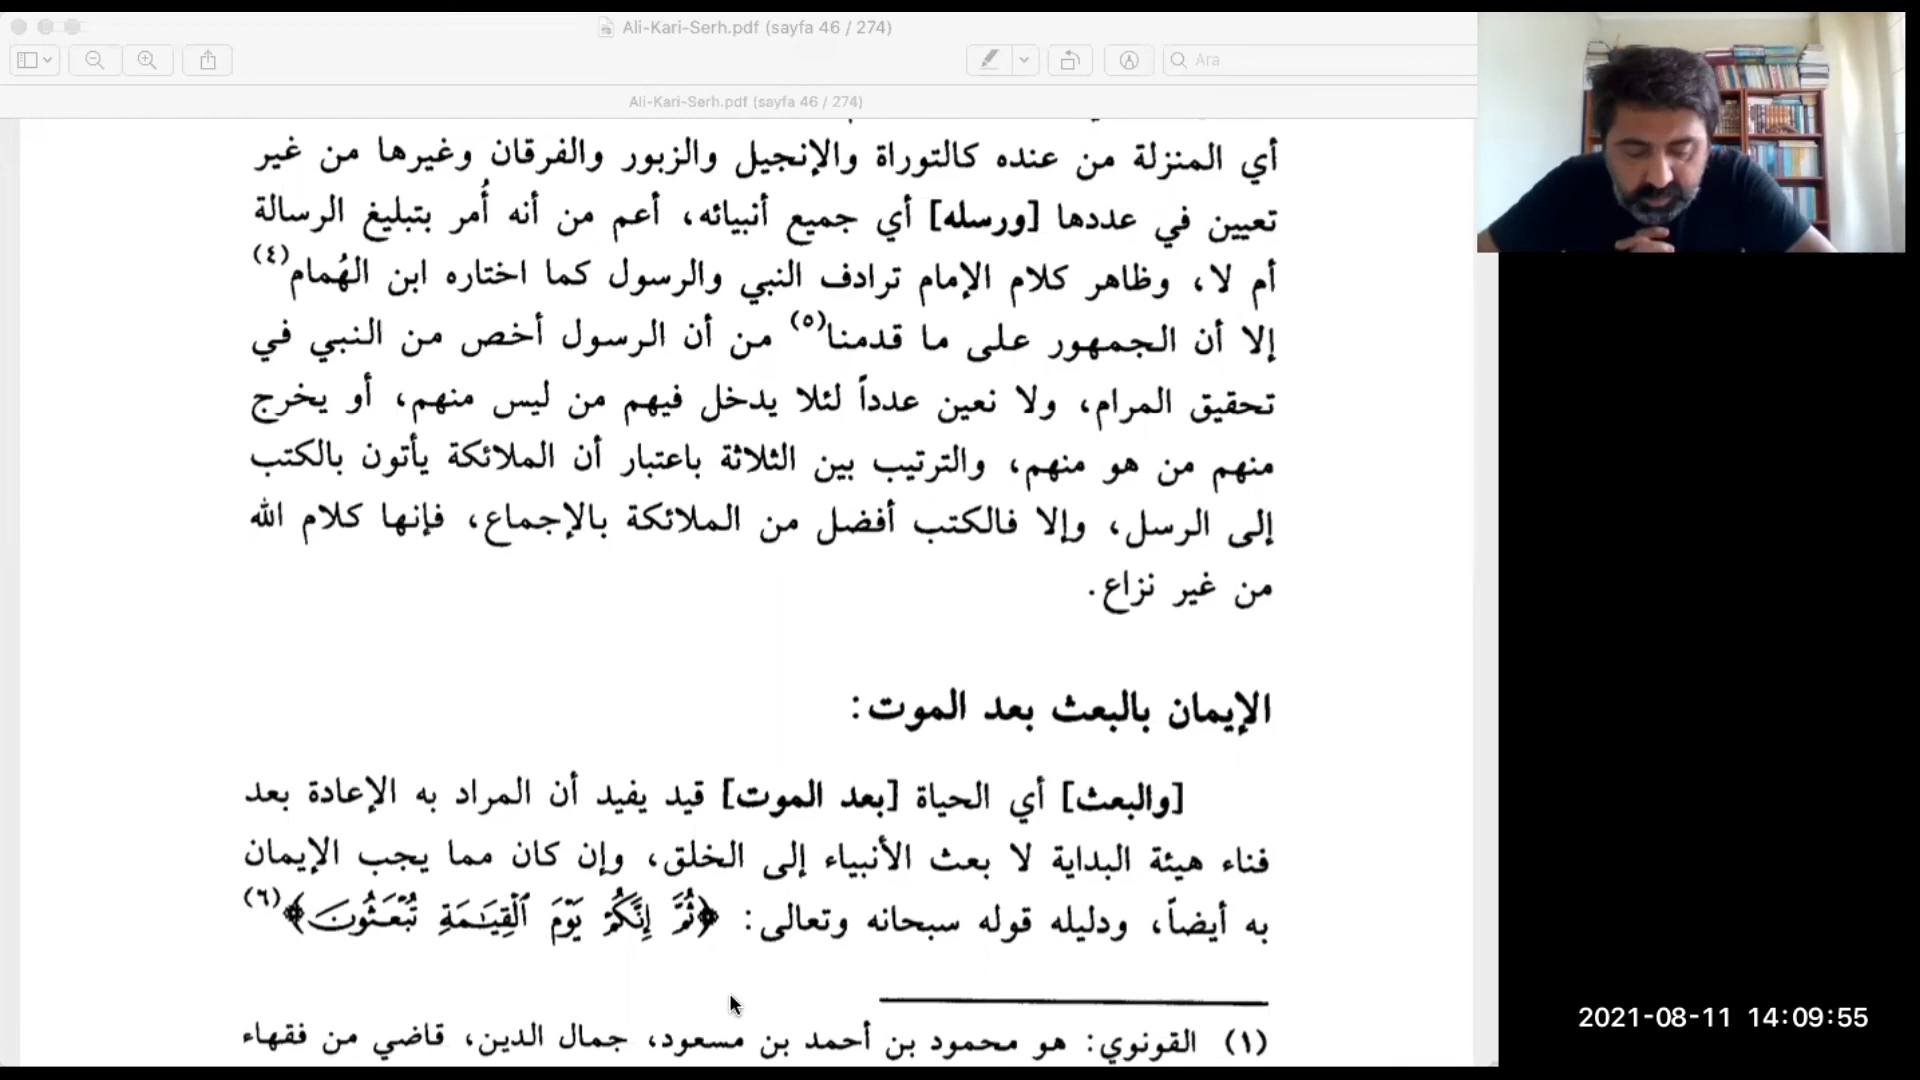 Ali-Kari-Serh.pdf (sayfa 46 / 274)
Ara
Ali-Kari-Serh.pdf (sayfa 46 / 274)
أي المنزلة من عنده كالتوراة والإنجيل والزبور والفرقان وغيرها من غير
تعيين في عددها [ورسله] أي جميع أنبيائه، أعم من أنه أُمر بتبليغ الرسالة
أم لا، وظاهر كلام الإمام ترادف النبي والرسول كما اختاره ابن الهُمام(٤)
إلا أن الجمهور على ما قدمنا(٥) من أن الرسول أخص من النبي في
تحقيق المرام، ولا نعين عدداً لئلا يدخل فيهم من ليس منهم، أو يخرج
منهم من هو منهم، والترتيب بين الثلاثة باعتبار أن الملائكة يأتون بالكتب
إلى الرسل، وإلا فالكتب أفضل من الملائكة بالإجماع، فإنها كلام الله
من غير نزاع.
الإيمان بالبعث بعد الموت:
[والبعث] أي الحياة [بعد الموت] قيد يفيد أن المراد به الإعادة بعد
فناء هيئة البداية لا بعث الأنبياء إلى الخلق، وإن كان مما يجب الإيمان
به أيضاً، ودليله قوله سبحانه وتعالى: ﴿ثُمَّ إِنَّكُمْ يَوْمَ ٱلْقِيَـٰمَةِ تُبْعَثُونَ﴾(٦)
(١) القونوي: هو محمود بن أحمد بن مسعود، جمال الدين، قاضي من فقهاء
2021-08-11 14:09:55